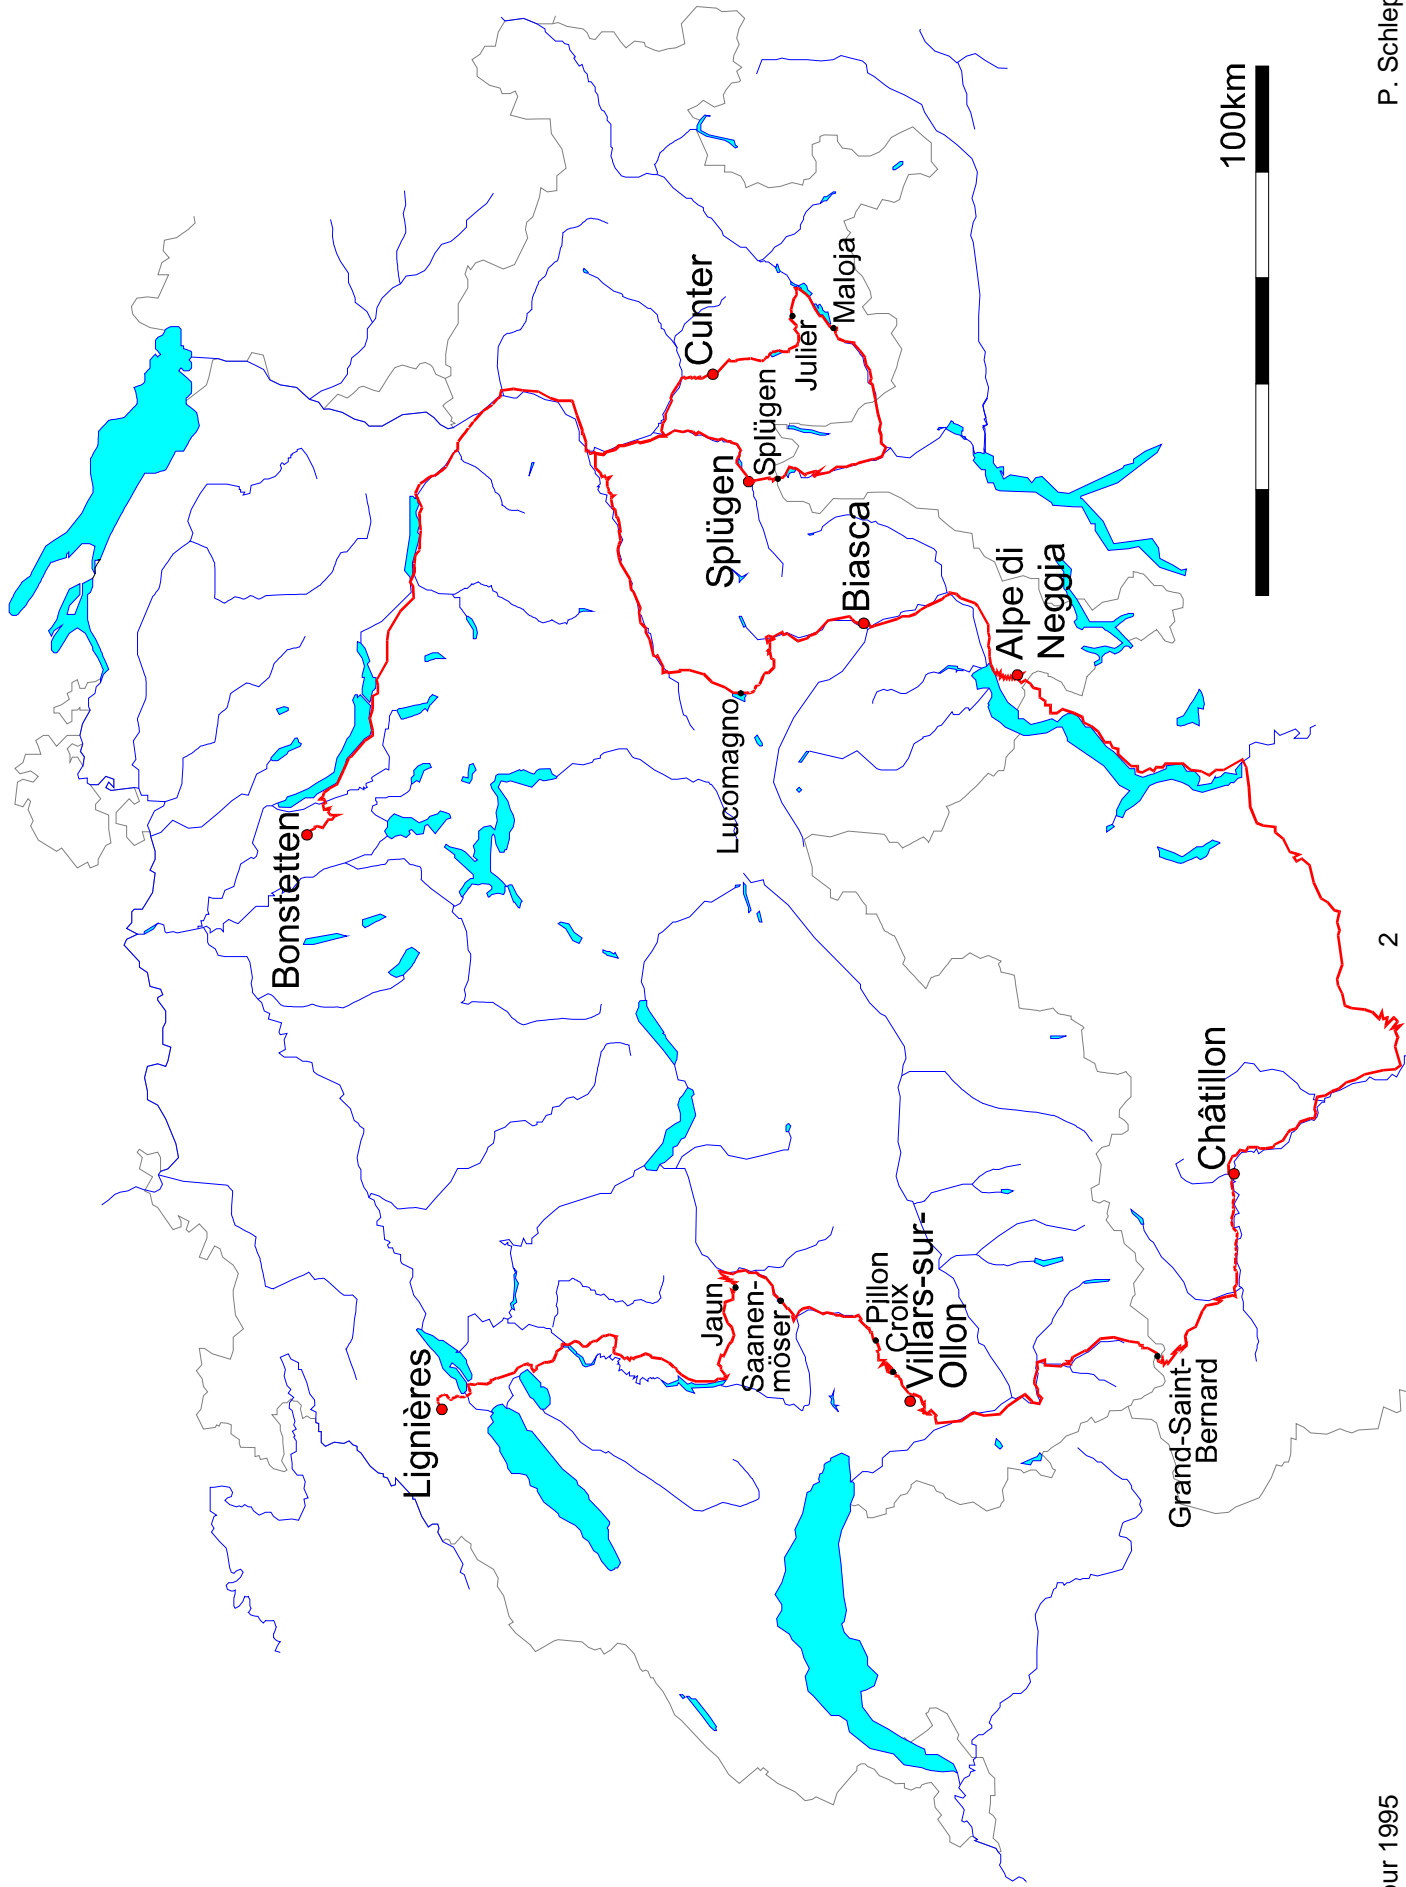 Bonstetten
Lignières
Cunter
Julier
Maloja
Splügen
Splügen
Biasca
Alpe di
Neggia
Lucomagno
Jaun
Saanen-
möser
Pillon
Croix
Villars-sur-
Ollon
Châtillon
Grand-Saint-
Bernard
100km
our 1995
2
P. Schlep